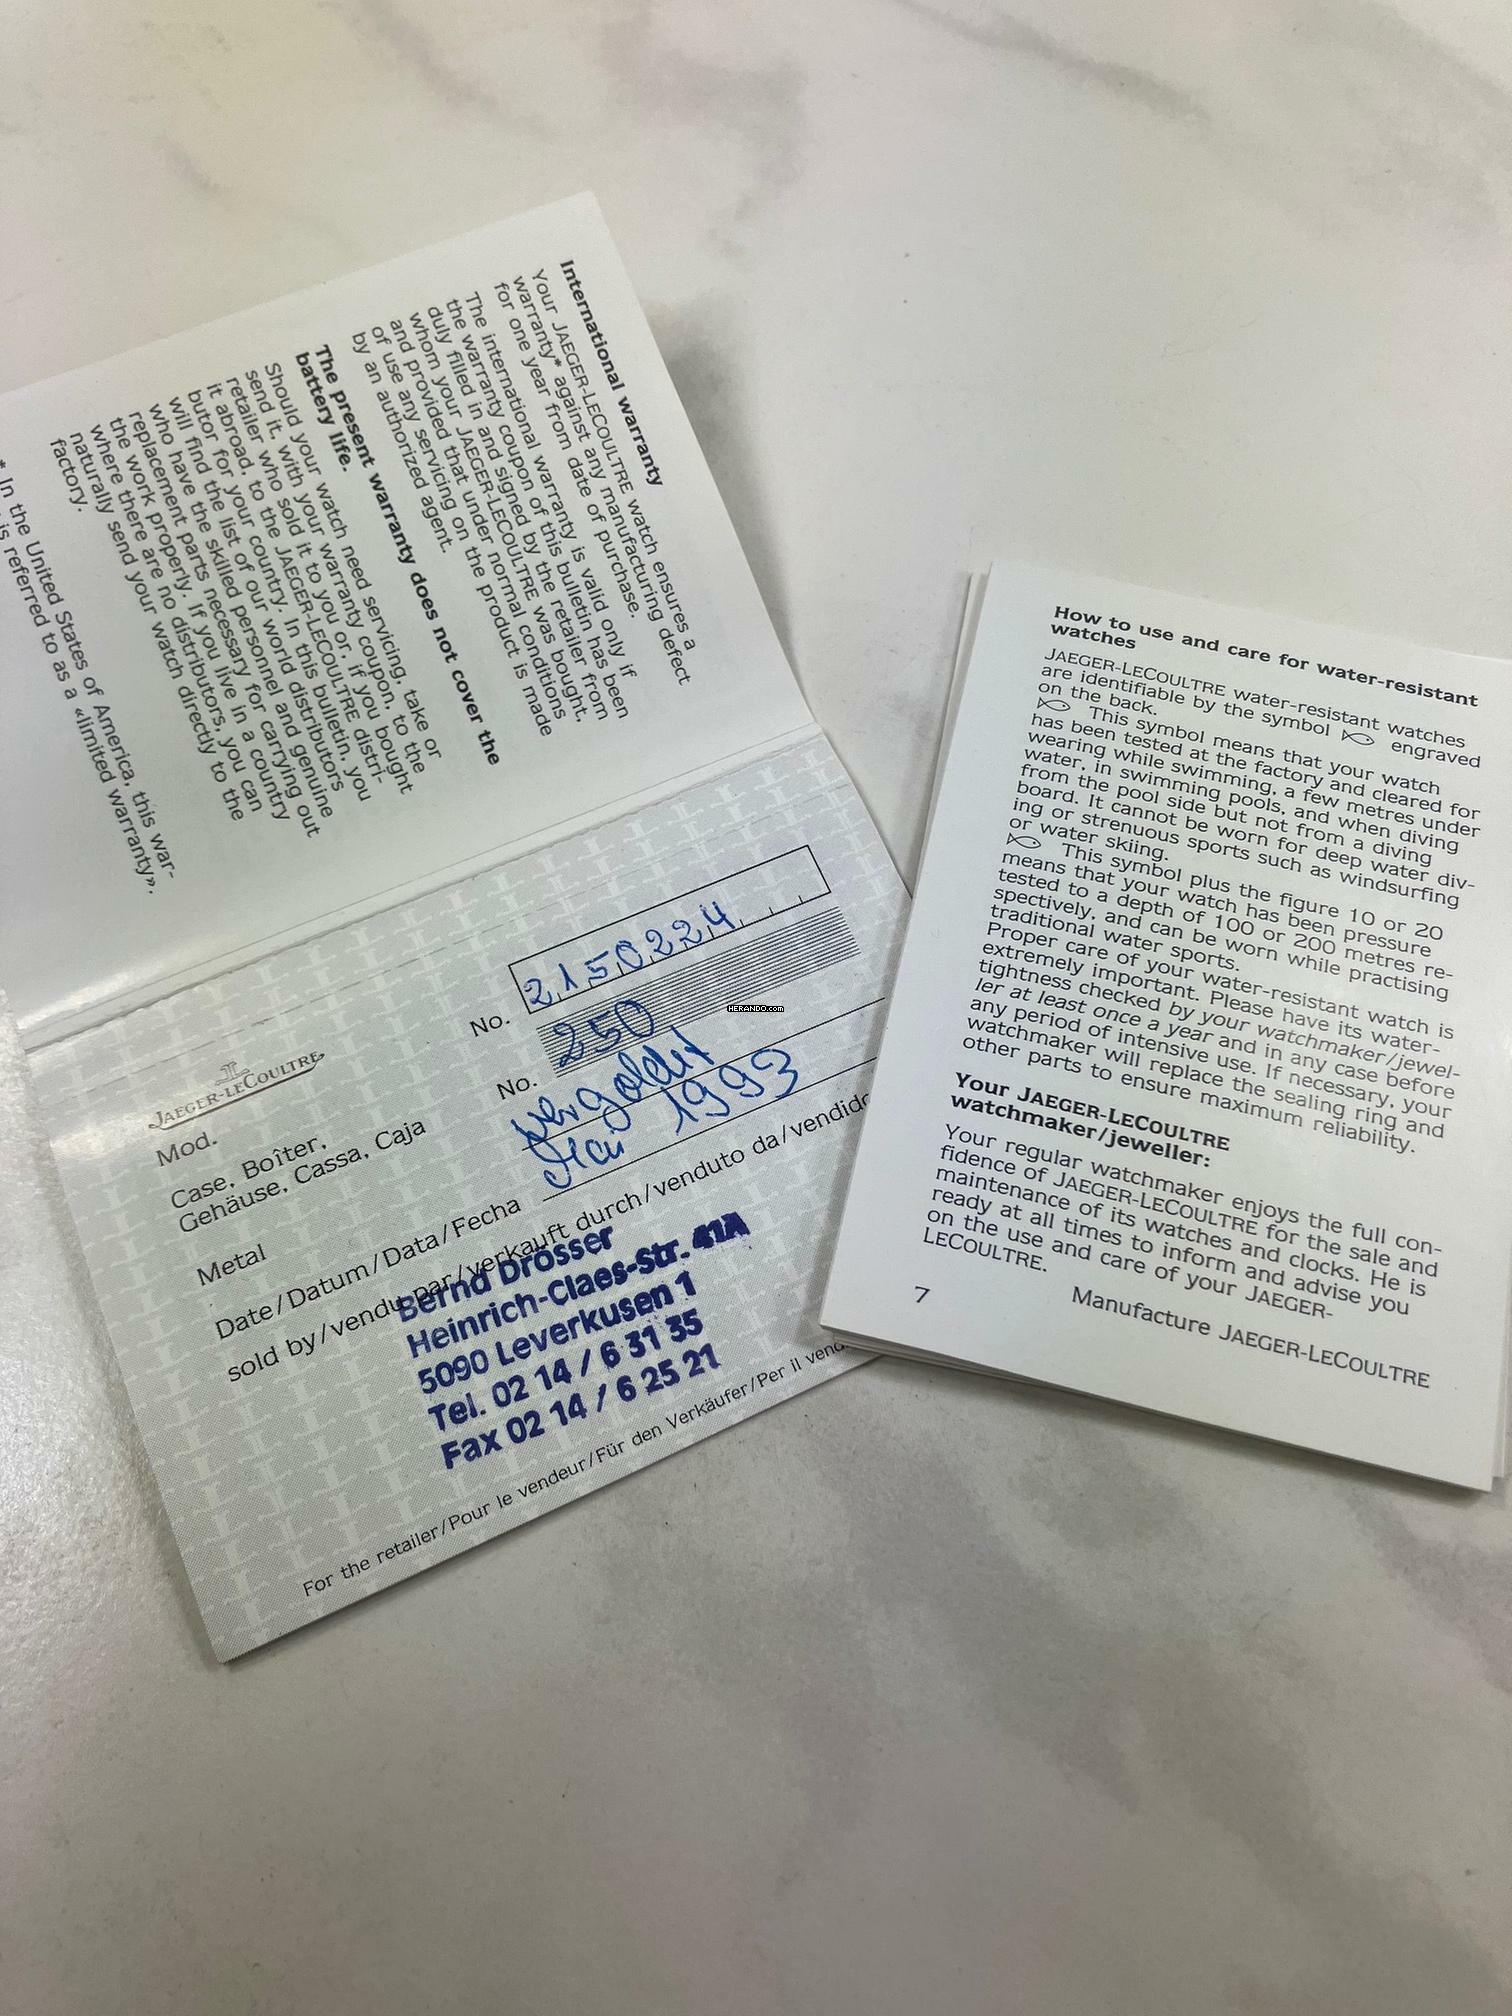 International warranty
Your JAEGER-LECOULTRE watch ensures a
warranty* against any manufacturing defect
for one year from date of purchase.
The international warranty is valid only if
the warranty coupon of this bulletin has been
duly filled in and signed by the retailer from
whom your JAEGER-LECOULTRE was bought,
and provided that under normal conditions
of use any servicing on the product is made
by an authorized agent.
The present warranty does not cover the
battery life.
Should your watch need servicing, take or
send it, with your warranty coupon, to the
retailer who sold it to you or, if you bought
it abroad, to the JAEGER-LECOULTRE distri-
butor for your country. In this bulletin, you
will find the list of our world distributors
who have the skilled personnel and genuine
replacement parts necessary for carrying out
the work properly. If you live in a country
where there are no distributors, you can
naturally send your watch directly to the
factory.
* In the United States of America, this war-
is referred to as a «limited warranty».
JAEGER-LECOULTRE
Mod. No. 2150224
Case, Boîter,
Gehäuse, Cassa, Caja No. 250
Metal vergoldet
Date/Datum/Data/Fecha Mai 1993
sold by/vendu par/verkauft durch/venduto da/vendido
Bernd Drösser
Heinrich-Claes-Str. 41A
5090 Leverkusen 1
Tel. 02 14 / 6 31 35
Fax 02 14 / 6 25 21
For the retailer/Pour le vendeur/Für den Verkäufer/Per il vend
HERANDO.com
How to use and care for water-resistant
watches
JAEGER-LECOULTRE water-resistant watches
are identifiable by the symbol engraved
on the back.
This symbol means that your watch
has been tested at the factory and cleared for
wearing while swimming, a few metres under
water, in swimming pools, and when diving
from the pool side but not from a diving
board. It cannot be worn for deep water div-
ing or strenuous sports such as windsurfing
or water skiing.
This symbol plus the figure 10 or 20
means that your watch has been pressure
tested to a depth of 100 or 200 metres re-
spectively, and can be worn while practising
traditional water sports.
Proper care of your water-resistant watch is
extremely important. Please have its water-
tightness checked by your watchmaker/jewel-
ler at least once a year and in any case before
any period of intensive use. If necessary, your
watchmaker will replace the sealing ring and
other parts to ensure maximum reliability.
Your JAEGER-LECOULTRE
watchmaker/jeweller:
Your regular watchmaker enjoys the full con-
fidence of JAEGER-LECOULTRE for the sale and
maintenance of its watches and clocks. He is
ready at all times to inform and advise you
on the use and care of your JAEGER-
LECOULTRE.
Manufacture JAEGER-LECOULTRE
7